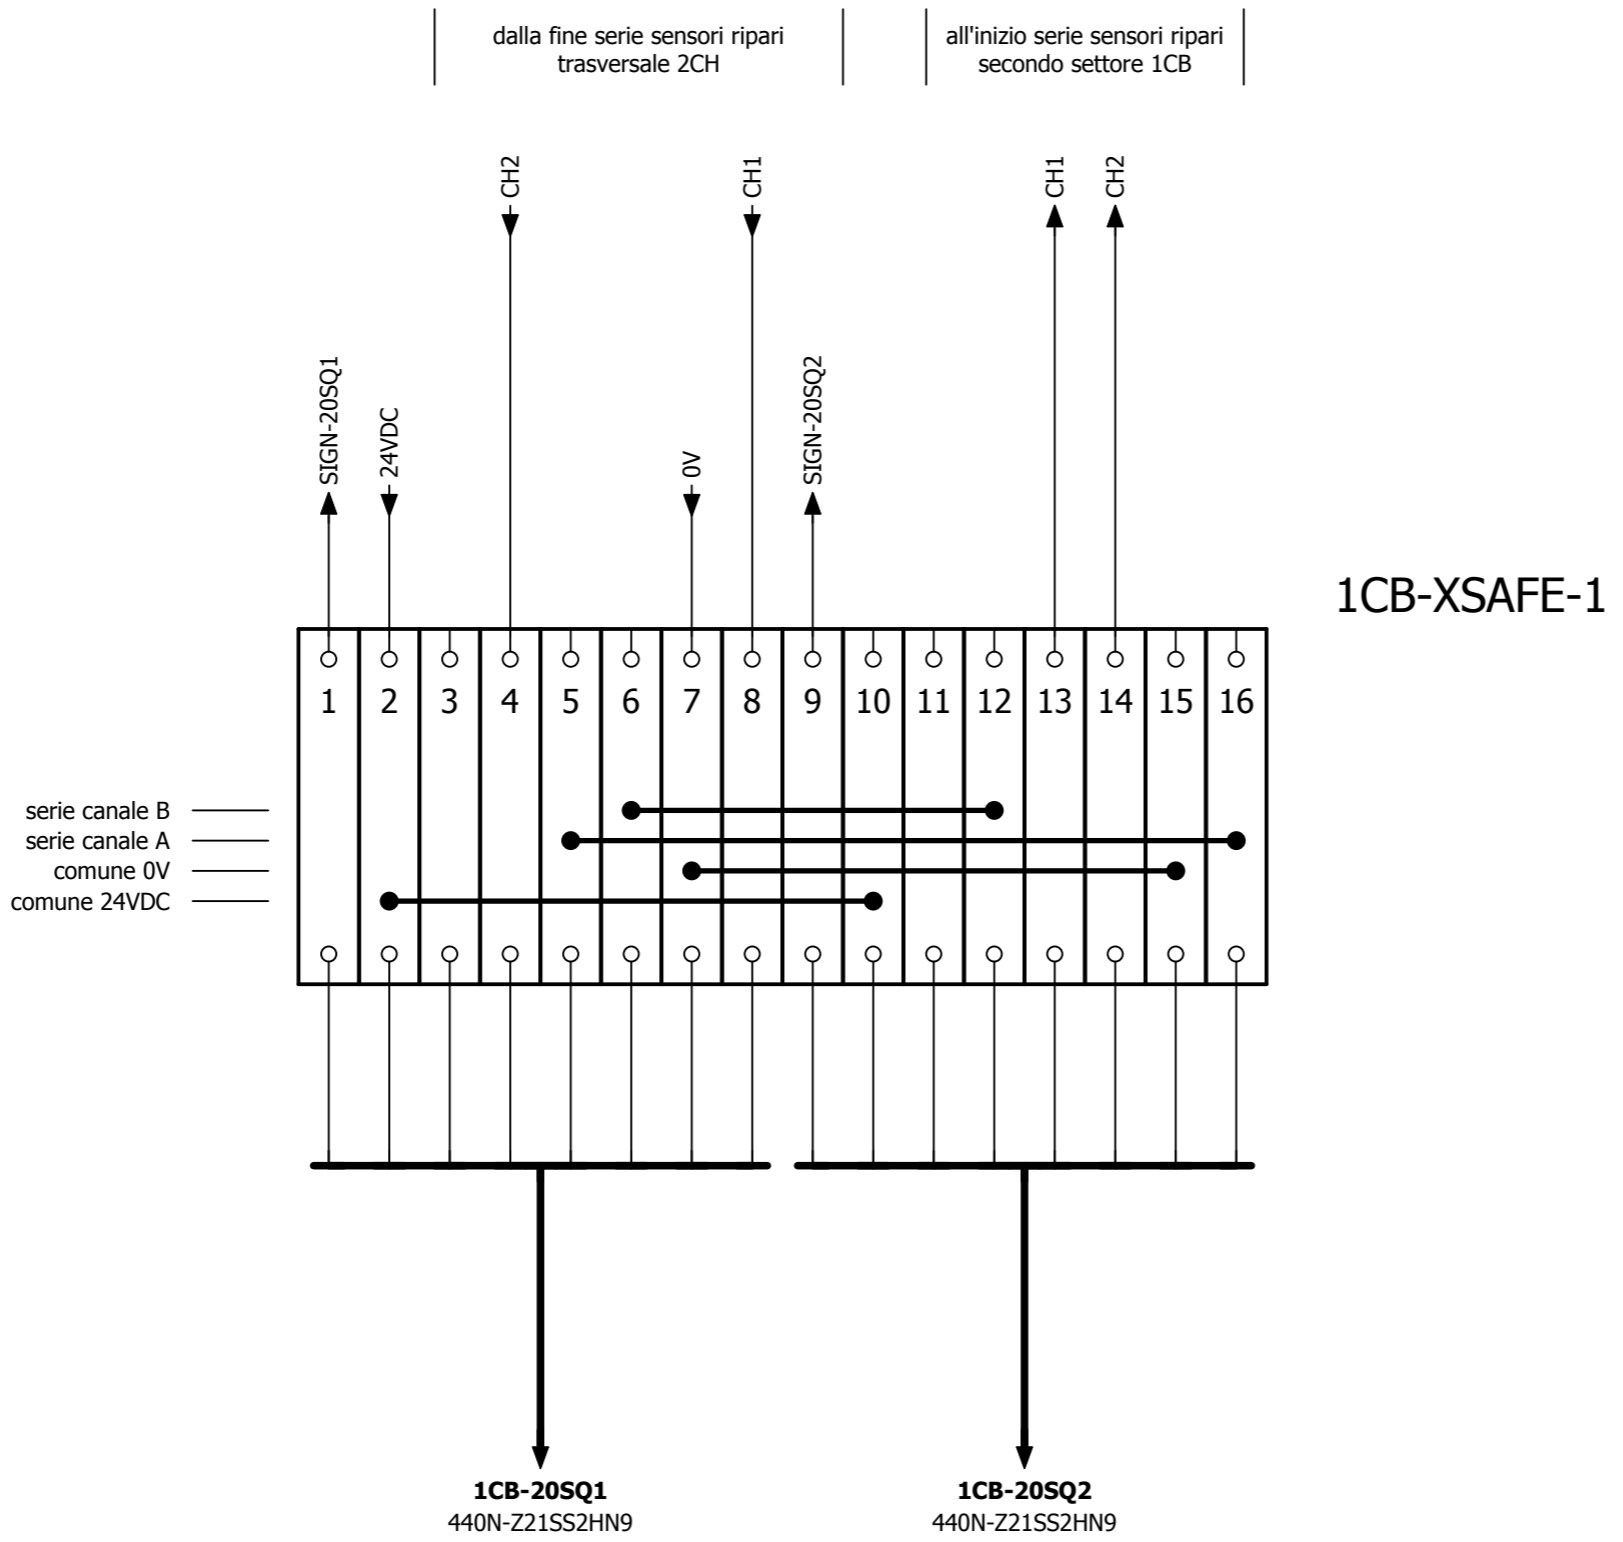 dalla fine serie sensori ripari
trasversale 2CH
all'inizio serie sensori ripari
secondo settore 1CB
CH2
CH1
CH1
CH2
SIGN-20SQ1
24VDC
0V
SIGN-20SQ2
1CB-XSAFE-1
1 2 3 4 5 6 7 8 9 10 11 12 13 14 15 16
serie canale B
serie canale A
comune 0V
comune 24VDC
1CB-20SQ1
440N-Z21SS2HN9
1CB-20SQ2
440N-Z21SS2HN9